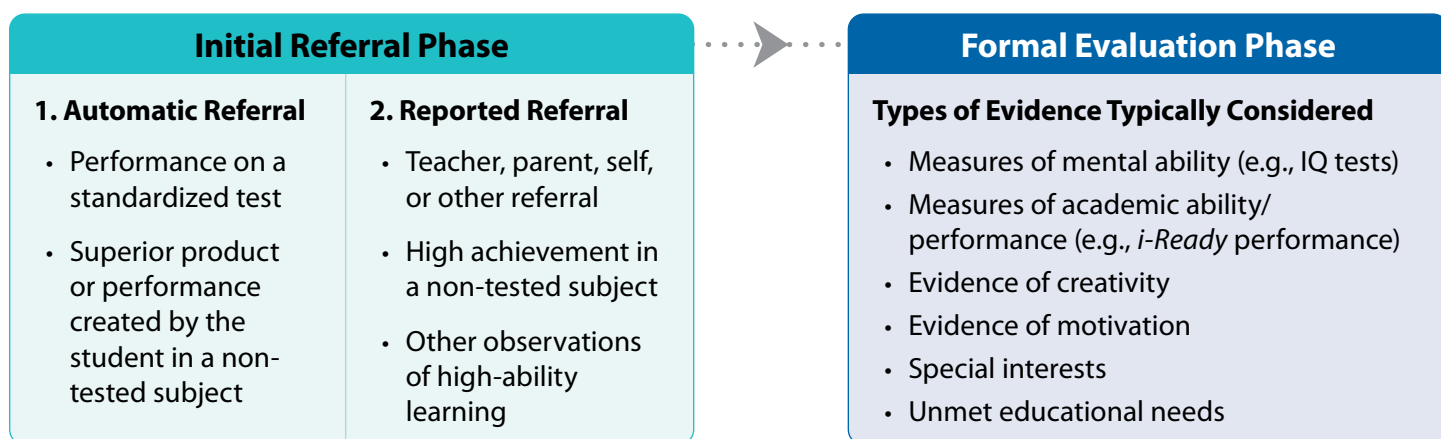 Initial Referral Phase
1. Automatic Referral
• Performance on a
standardized test
• Superior product
or performance
created by the
student in a non-
tested subject
2. Reported Referral
• Teacher, parent, self,
or other referral
• High achievement in
a non-tested subject
• Other observations
of high-ability
learning
Formal Evaluation Phase
Types of Evidence Typically Considered
• Measures of mental ability (e.g., IQ tests)
• Measures of academic ability/
performance (e.g., i-Ready performance)
• Evidence of creativity
• Evidence of motivation
• Special interests
• Unmet educational needs